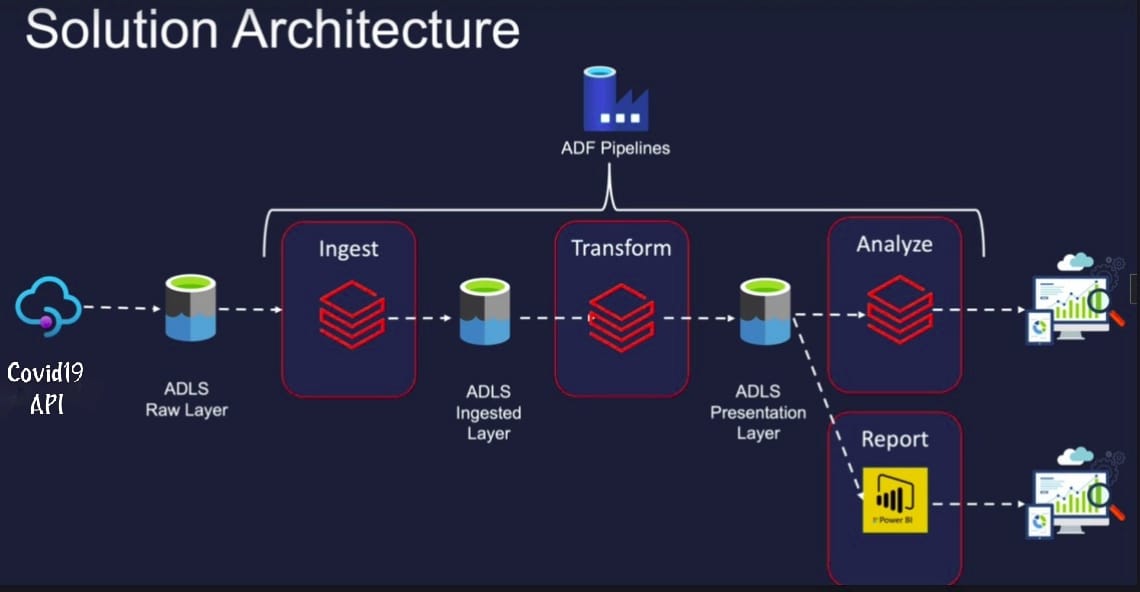 Solution Architecture
ADF Pipelines
Ingest
Transform
Analyze
Covid19
API
ADLS
Raw Layer
ADLS
Ingested
Layer
ADLS
Presentation
Layer
Report
Power BI